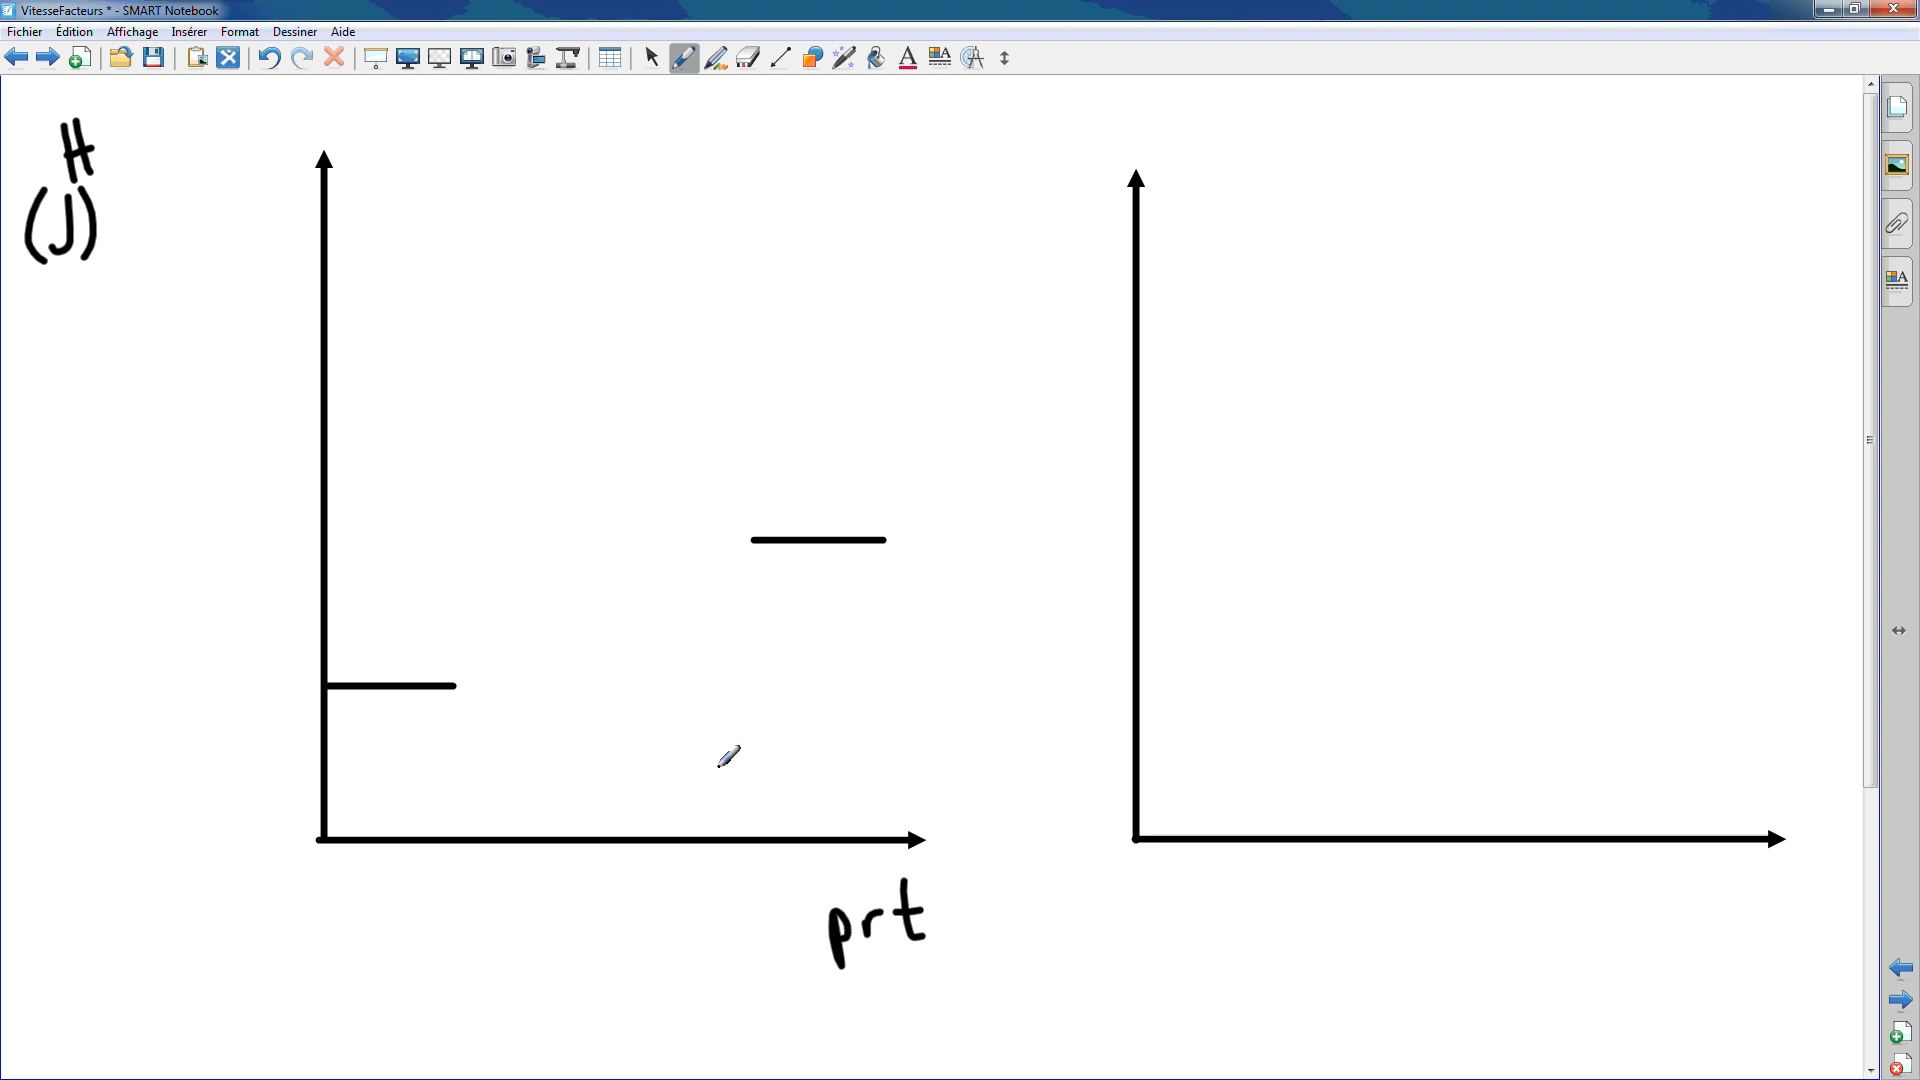 VitesseFacteurs * - SMART Notebook
Fichier Édition Affichage Insérer Format Dessiner Aide
H
(J)
prt